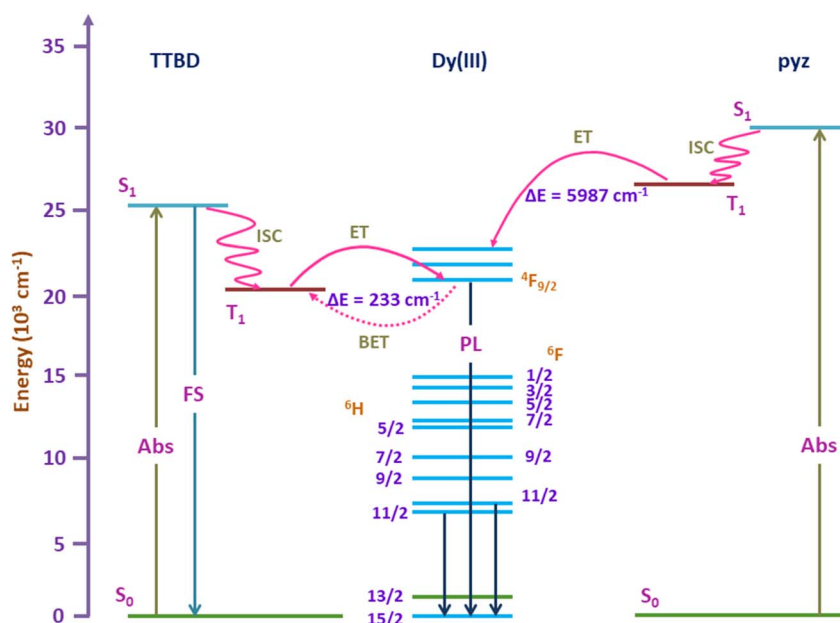 TTBD
Dy(III)
pyz
Energy (10³ cm⁻¹)
35
30
25
20
15
10
5
0
S₁
ISC
T₁
FS
Abs
S₀
ET
ΔE = 233 cm⁻¹
BET
PL
⁴F₉/₂
⁶F
⁶H
1/2
3/2
5/2
7/2
5/2
7/2
9/2
9/2
11/2
11/2
13/2
15/2
ET
ΔE = 5987 cm⁻¹
S₁
ISC
T₁
Abs
S₀